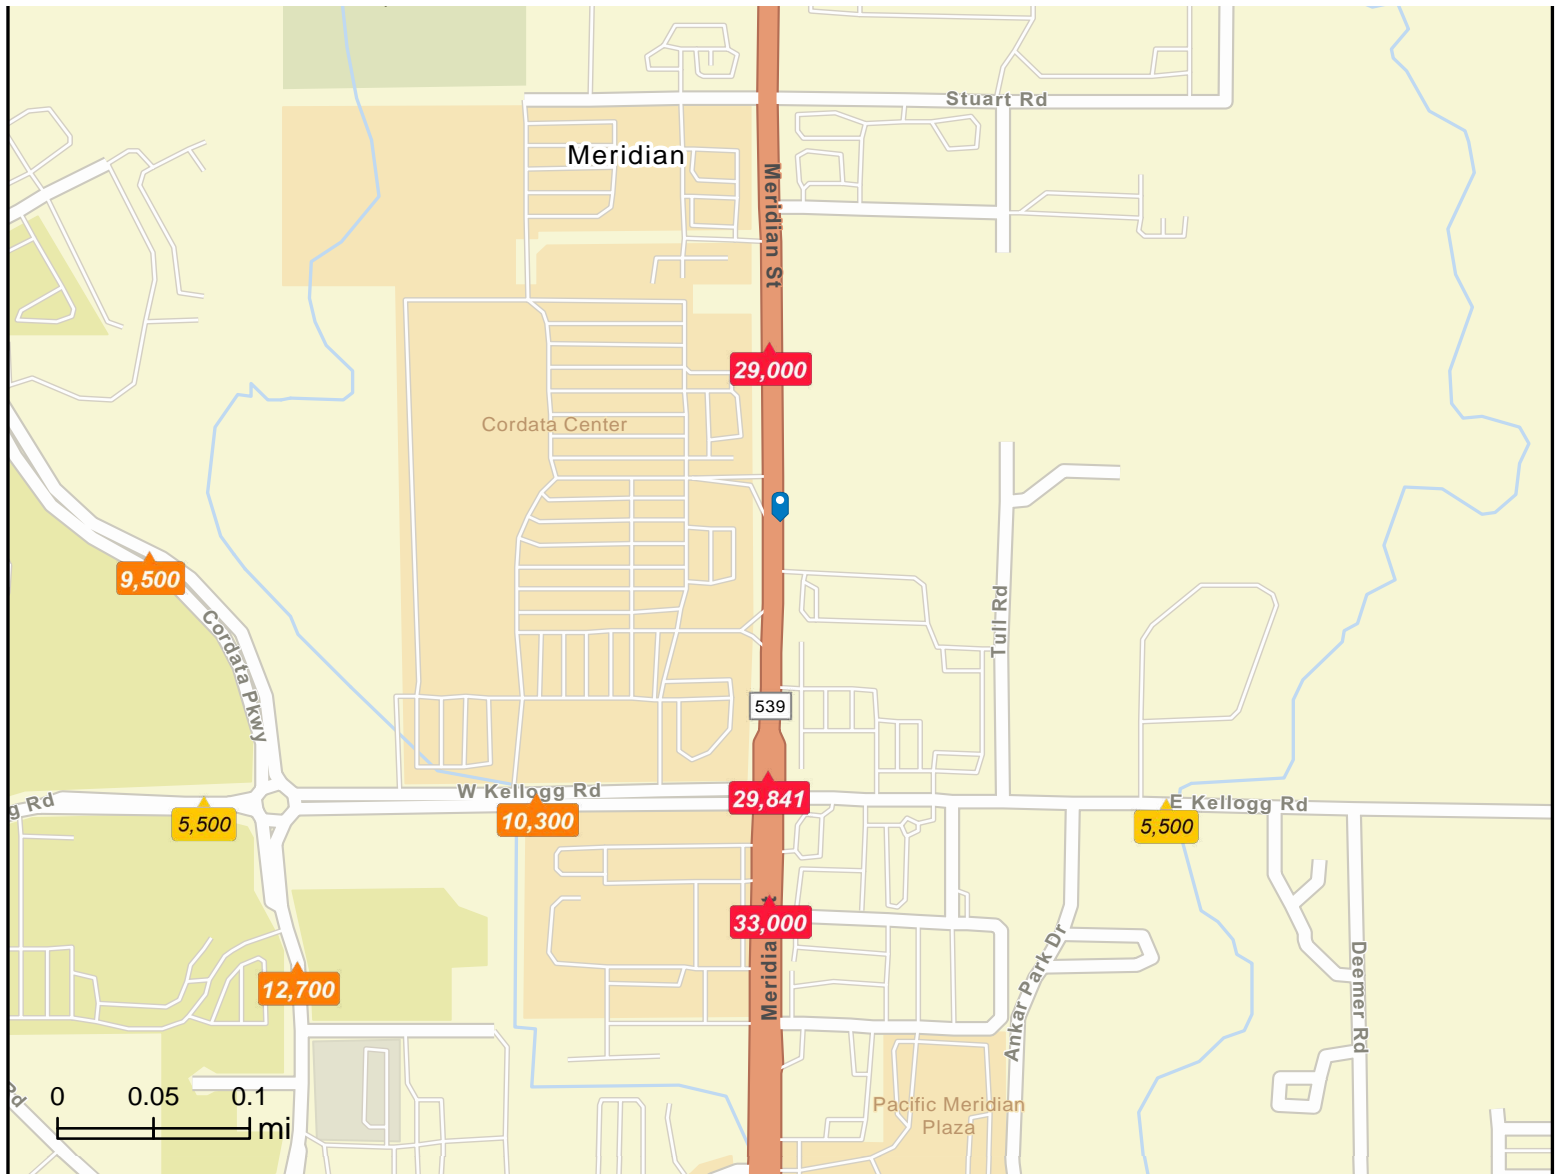 Stuart Rd
Meridian
Meridian St
29,000
Cordata Center
9,500
Tull Rd
Cordata Pkwy
539
W Kellogg Rd
29,841
E Kellogg Rd
g Rd
5,500
10,300
5,500
33,000
Meridia t
12,700
Ankar Park Dr
Deemer Rd
Rd
0 0.05 0.1
mi
Pacific Meridian
Plaza